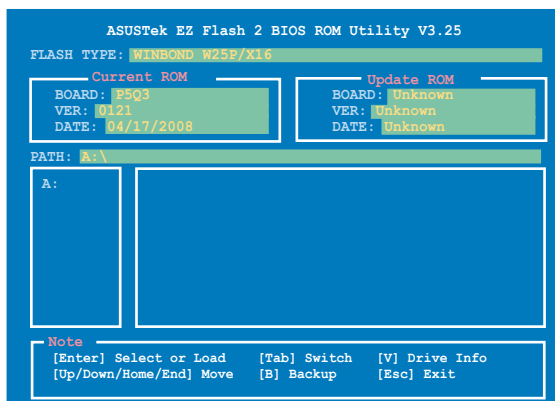 ASUSTek EZ Flash 2 BIOS ROM Utility V3.25
FLASH TYPE: WINBOND W25P/X16
Current ROM
BOARD: P5Q3
VER: 0121
DATE: 04/17/2008
Update ROM
BOARD: Unknown
VER: Unknown
DATE: Unknown
PATH: A:\
A:
Note
[Enter] Select or Load [Tab] Switch [V] Drive Info
[Up/Down/Home/End] Move [B] Backup [Esc] Exit